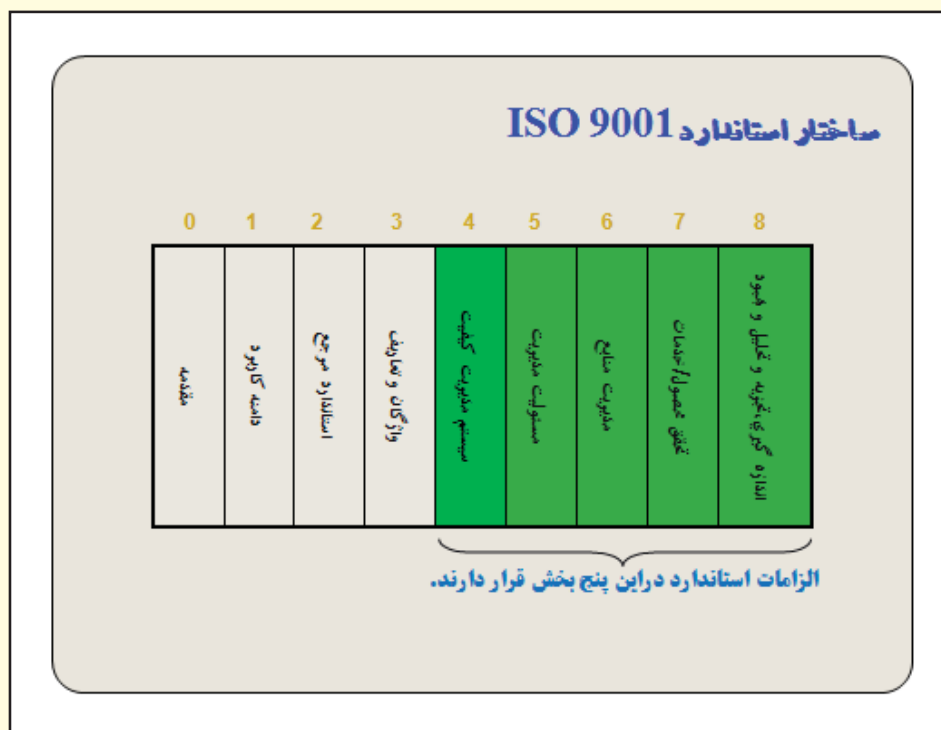 ساختار استاندارد ISO 9001
0 1 2 3 4 5 6 7 8
مقدمه
دامنه کاربرد
استاندارد مرجع
واژگان و تعاریف
سیستم مدیریت کیفیت
مسئولیت مدیریت
مدیریت منابع
تحقق محصول/خدمات
اندازه گیری،تجزیه و تحلیل و بهبود
الزامات استاندارد دراین پنج بخش قرار دارند.